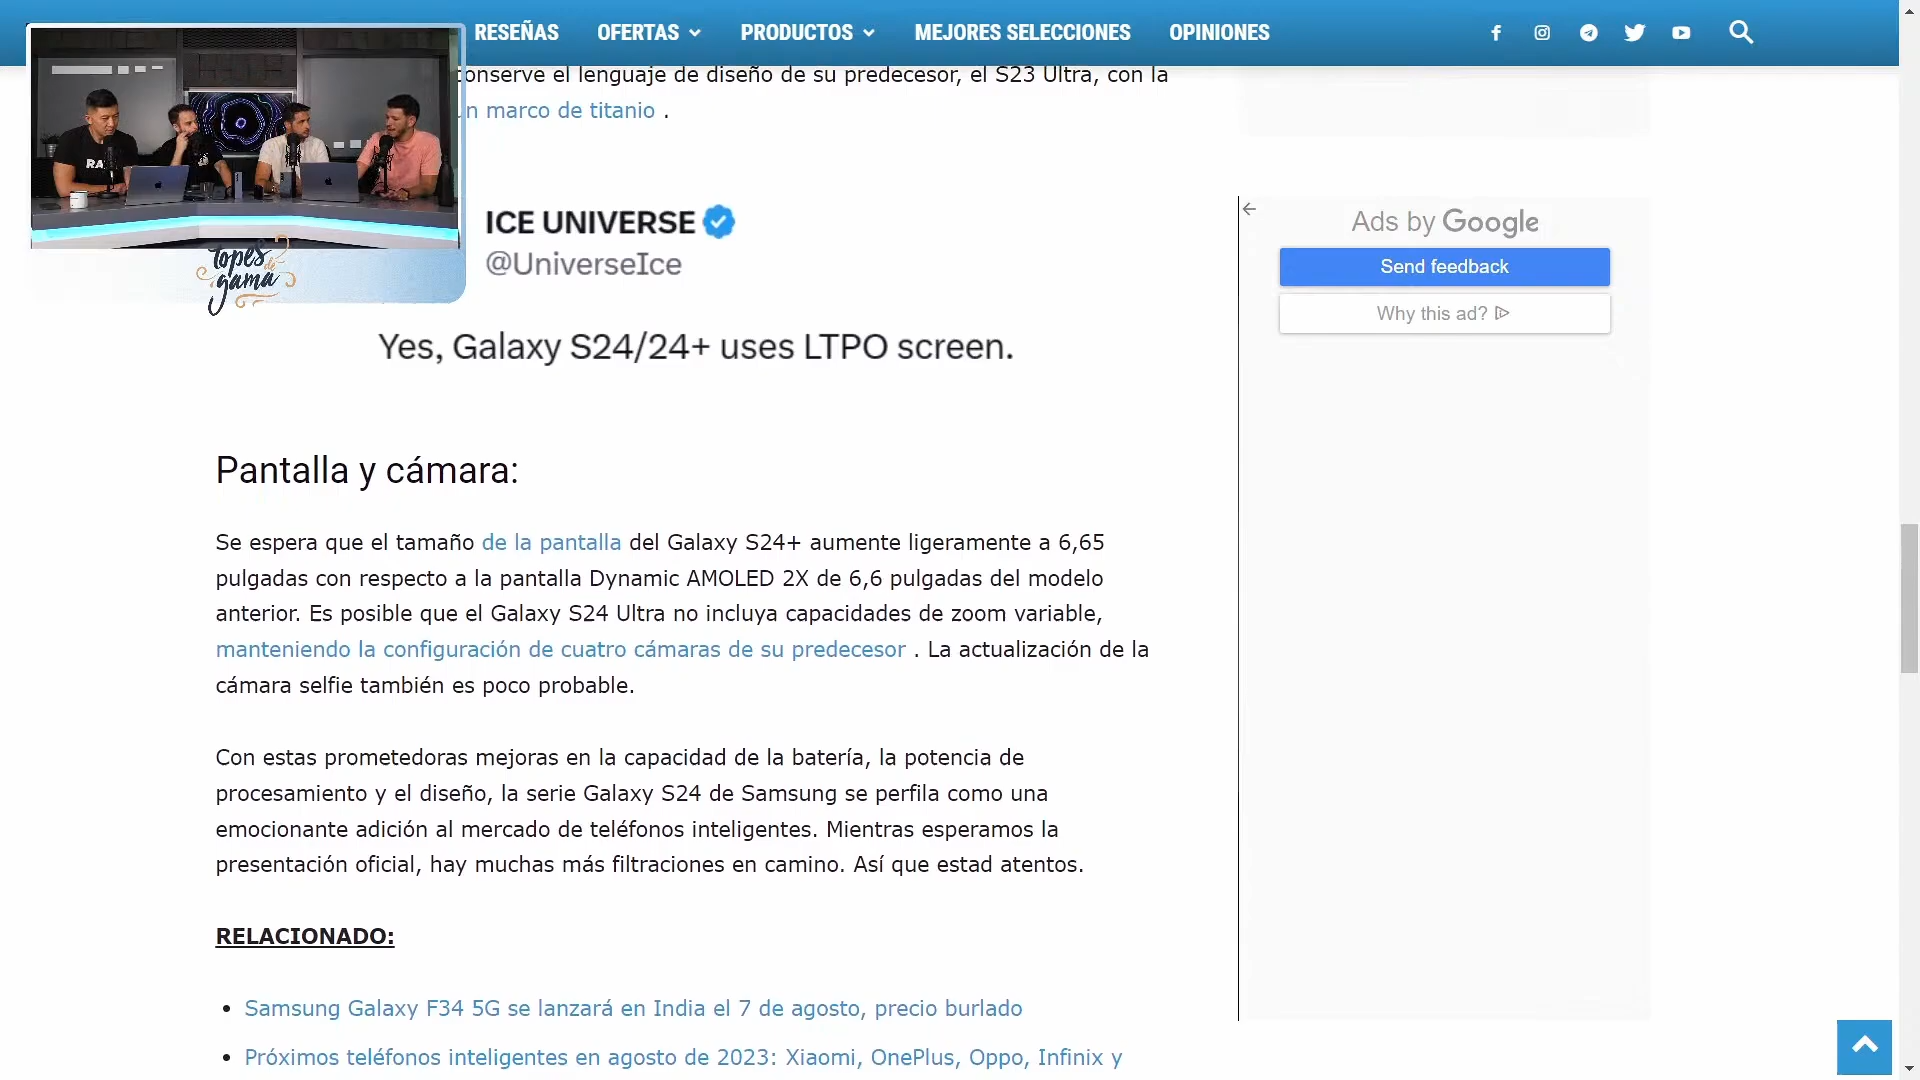 RESEÑAS OFERTAS PRODUCTOS MEJORES SELECCIONES OPINIONES
conserve el lenguaje de diseño de su predecesor, el S23 Ultra, con la
n marco de titanio .
topes
de
gama
ICE UNIVERSE
@UniverseIce
Yes, Galaxy S24/24+ uses LTPO screen.
Pantalla y cámara:
Se espera que el tamaño de la pantalla del Galaxy S24+ aumente ligeramente a 6,65
pulgadas con respecto a la pantalla Dynamic AMOLED 2X de 6,6 pulgadas del modelo
anterior. Es posible que el Galaxy S24 Ultra no incluya capacidades de zoom variable,
manteniendo la configuración de cuatro cámaras de su predecesor . La actualización de la
cámara selfie también es poco probable.
Con estas prometedoras mejoras en la capacidad de la batería, la potencia de
procesamiento y el diseño, la serie Galaxy S24 de Samsung se perfila como una
emocionante adición al mercado de teléfonos inteligentes. Mientras esperamos la
presentación oficial, hay muchas más filtraciones en camino. Así que estad atentos.
RELACIONADO:
• Samsung Galaxy F34 5G se lanzará en India el 7 de agosto, precio burlado
• Próximos teléfonos inteligentes en agosto de 2023: Xiaomi, OnePlus, Oppo, Infinix y
Ads by Google
Send feedback
Why this ad?